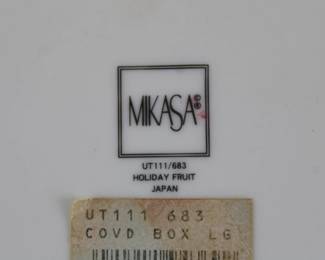 MIKASA ©®
UT111/683
HOLIDAY FRUIT
JAPAN
UT111 683
COVD BOX LG